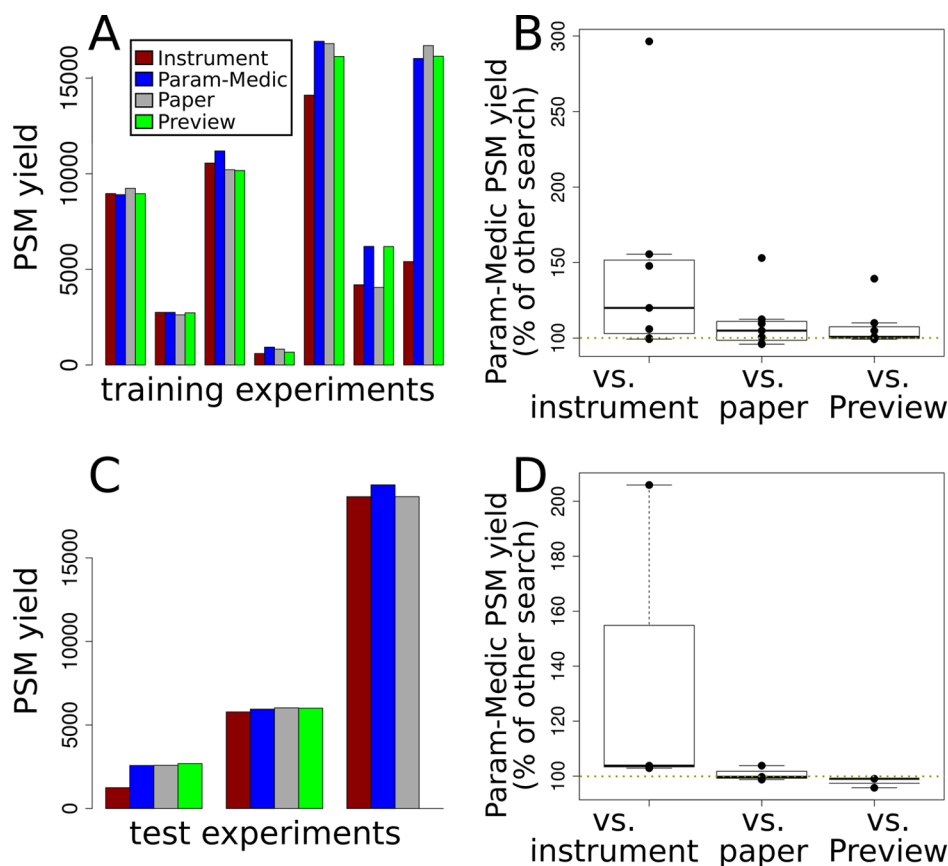 A
Instrument
Param-Medic
Paper
Preview
PSM yield
0
5000
10000
15000
training experiments
B
Param-Medic PSM yield
(% of other search)
100
150
200
250
300
vs.
instrument
vs.
paper
vs.
Preview
C
PSM yield
0
5000
10000
15000
test experiments
D
Param-Medic PSM yield
(% of other search)
100
120
140
160
180
200
vs.
instrument
vs.
paper
vs.
Preview